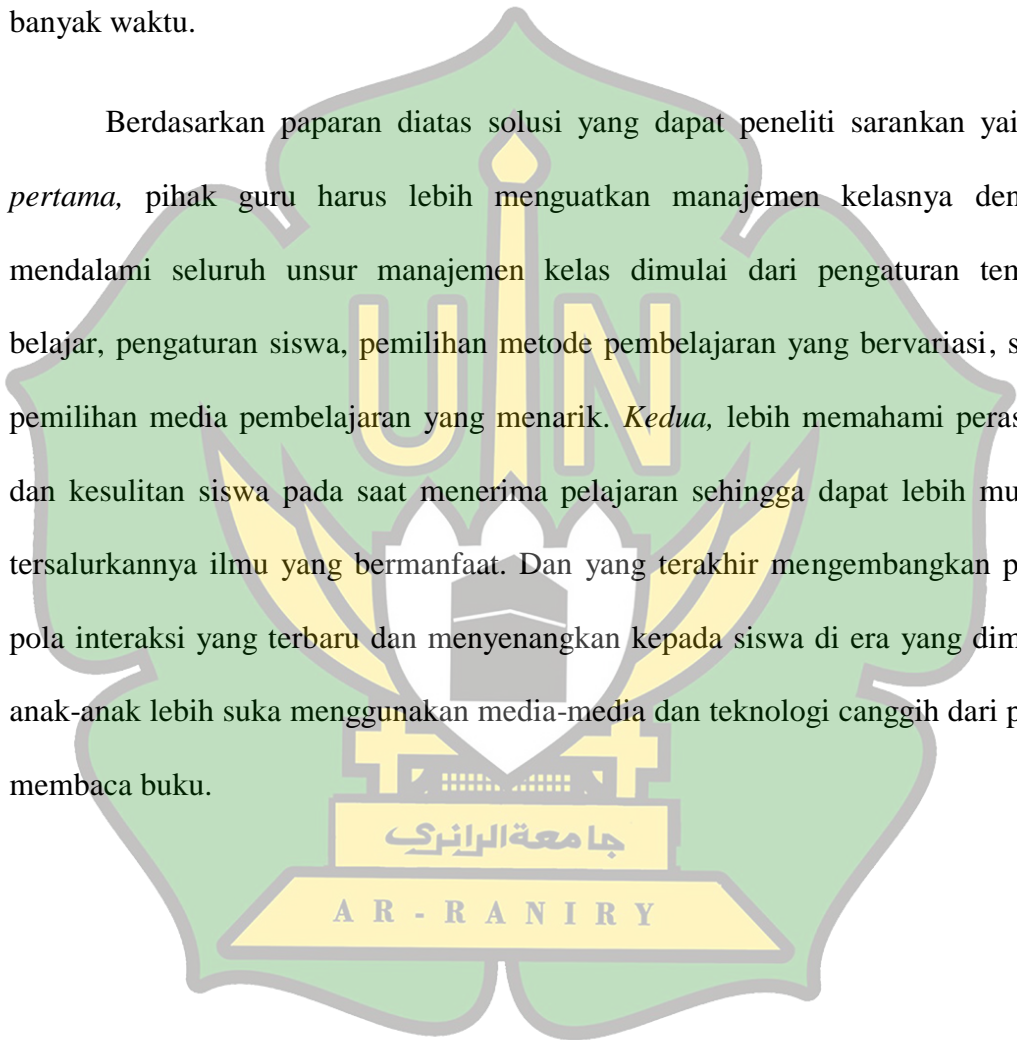 banyak waktu.
Berdasarkan paparan diatas solusi yang dapat peneliti sarankan yai
pertama, pihak guru harus lebih menguatkan manajemen kelasnya den
mendalami seluruh unsur manajemen kelas dimulai dari pengaturan ten
belajar, pengaturan siswa, pemilihan metode pembelajaran yang bervariasi, s
pemilihan media pembelajaran yang menarik. Kedua, lebih memahami peras
dan kesulitan siswa pada saat menerima pelajaran sehingga dapat lebih mu
tersalurkannya ilmu yang bermanfaat. Dan yang terakhir mengembangkan p
pola interaksi yang terbaru dan menyenangkan kepada siswa di era yang dim
anak-anak lebih suka menggunakan media-media dan teknologi canggih dari p
membaca buku.
UIN
جامعةالرانري
AR-RANIRY